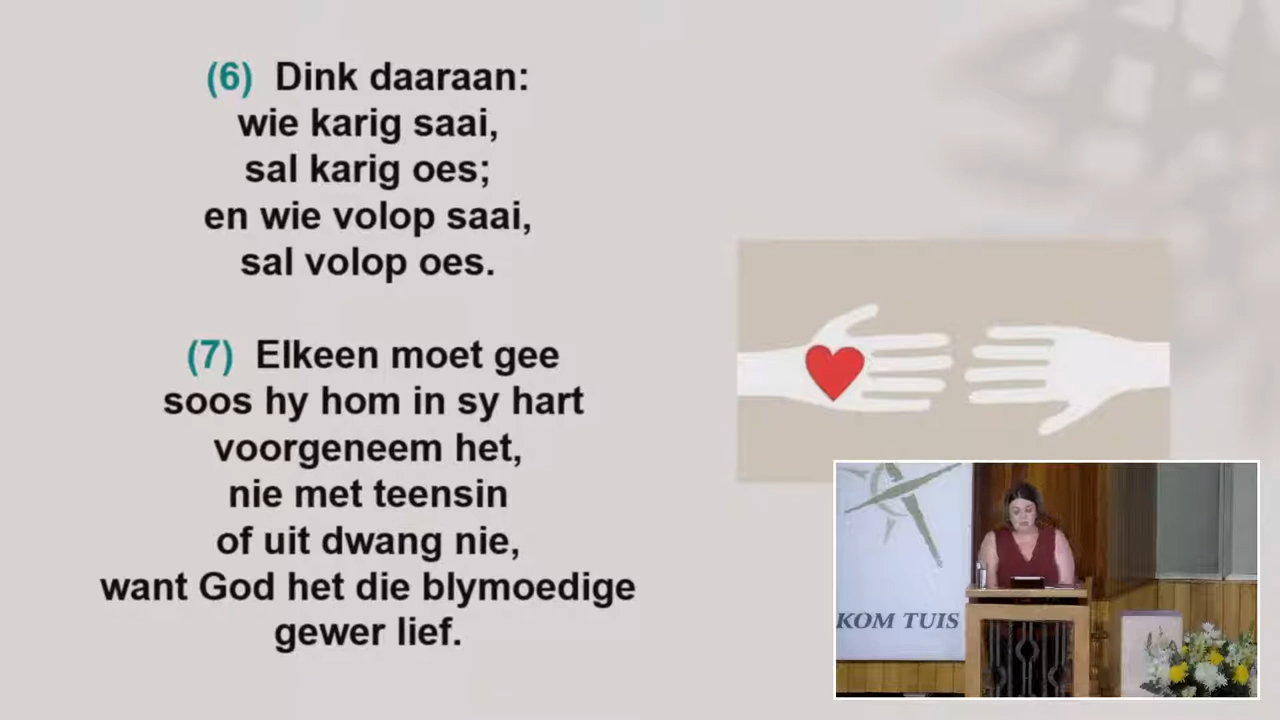 (6) Dink daaraan:
wie karig saai,
sal karig oes;
en wie volop saai,
sal volop oes.
(7) Elkeen moet gee
soos hy hom in sy hart
voorgeneem het,
nie met teensin
of uit dwang nie,
want God het die blymoedige
gewer lief.
KOM TUIS